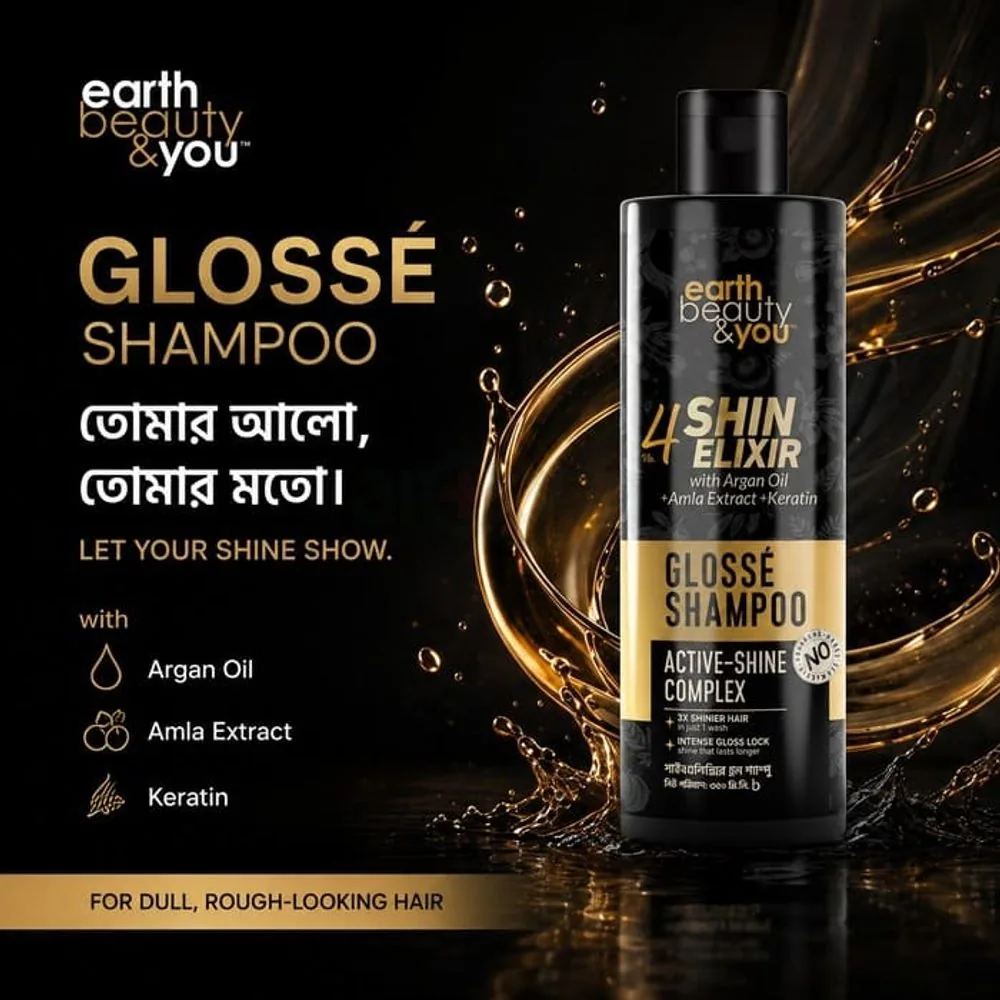 earth
beauty
&you™
GLOSSÉ
SHAMPOO
তোমার আলো,
তোমার মতো।
LET YOUR SHINE SHOW.
with
Argan Oil
Amla Extract
Keratin
FOR DULL, ROUGH-LOOKING HAIR
earth
beauty
&you
4 SHIN
ELIXIR
with Argan Oil
+Amla Extract +Keratin
GLOSSÉ
SHAMPOO
ACTIVE-SHINE
COMPLEX
NO
3X SHINIER HAIR
in just 1 wash
INTENSE GLOSS LOCK
shine that lasts longer